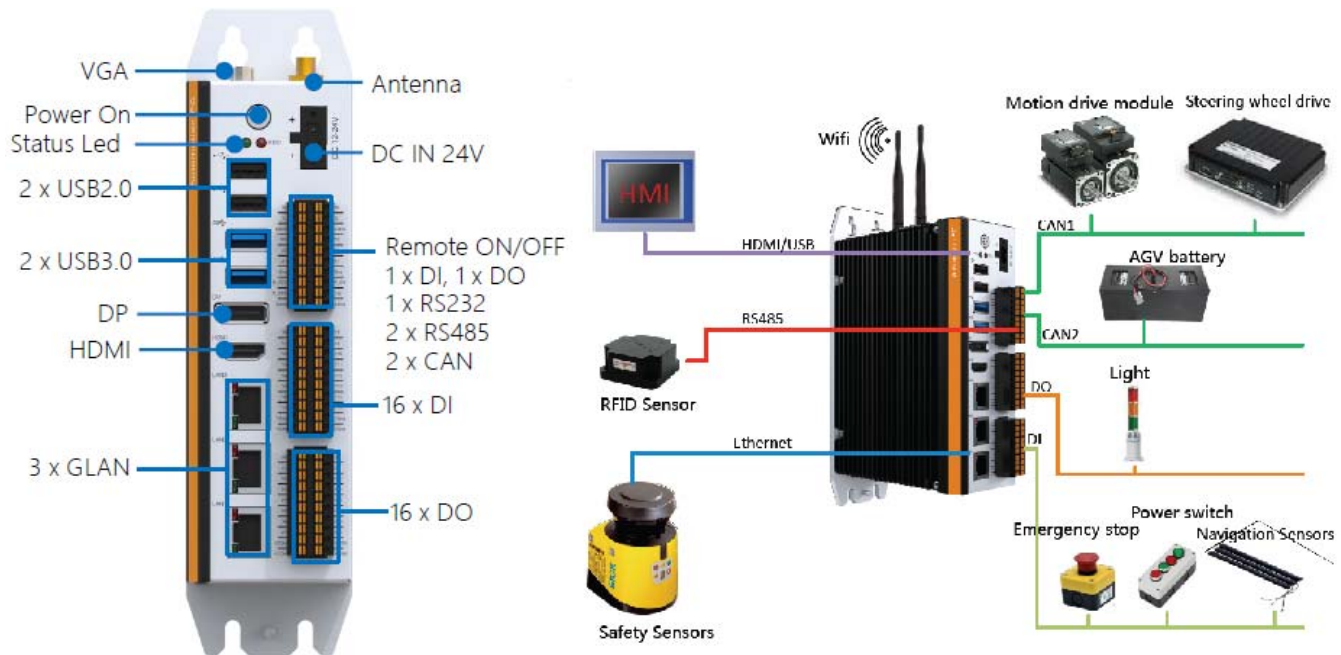 VGA
Antenna
Power On
Status Led
DC IN 24V
2 x USB2.0
2 x USB3.0
Remote ON/OFF
1 x DI, 1 x DO
1 x RS232
2 x RS485
2 x CAN
DP
HDMI
16 x DI
3 x GLAN
16 x DO
Wifi
HMI
HDMI/USB
RS485
RFID Sensor
Ethernet
Safety Sensors
Motion drive module
Steering wheel drive
CAN1
AGV battery
CAN2
Light
DO
DI
Emergency stop
Power switch
Navigation Sensors